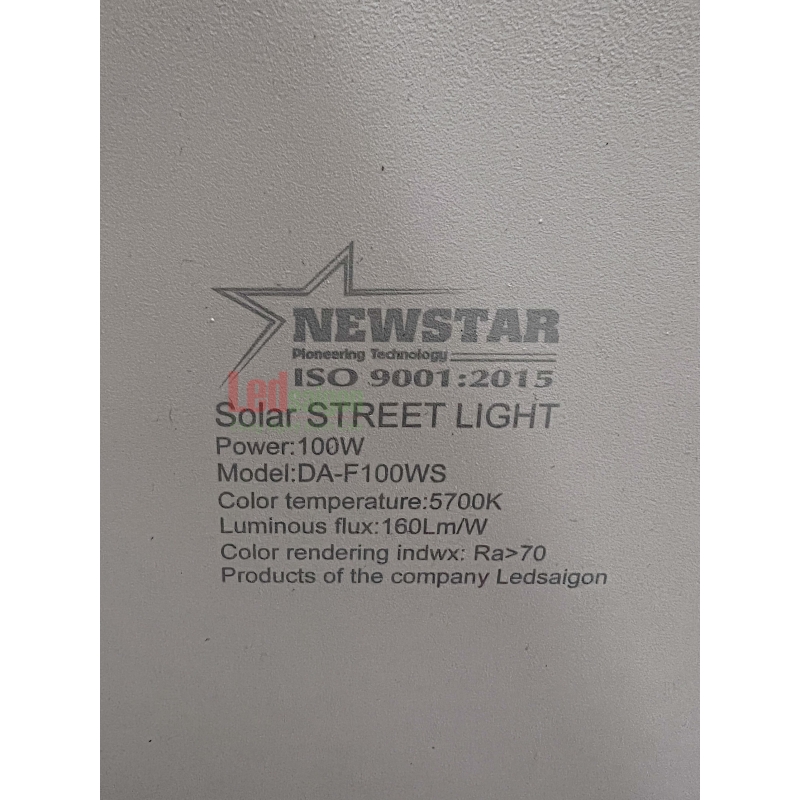 NEWSTAR
Pioneering Technology
ISO 9001:2015
Led
Solar STREET LIGHT
Power:100W
Model:DA-F100WS
Color temperature:5700K
Luminous flux:160Lm/W
Color rendering indwx: Ra>70
Products of the company Ledsaigon